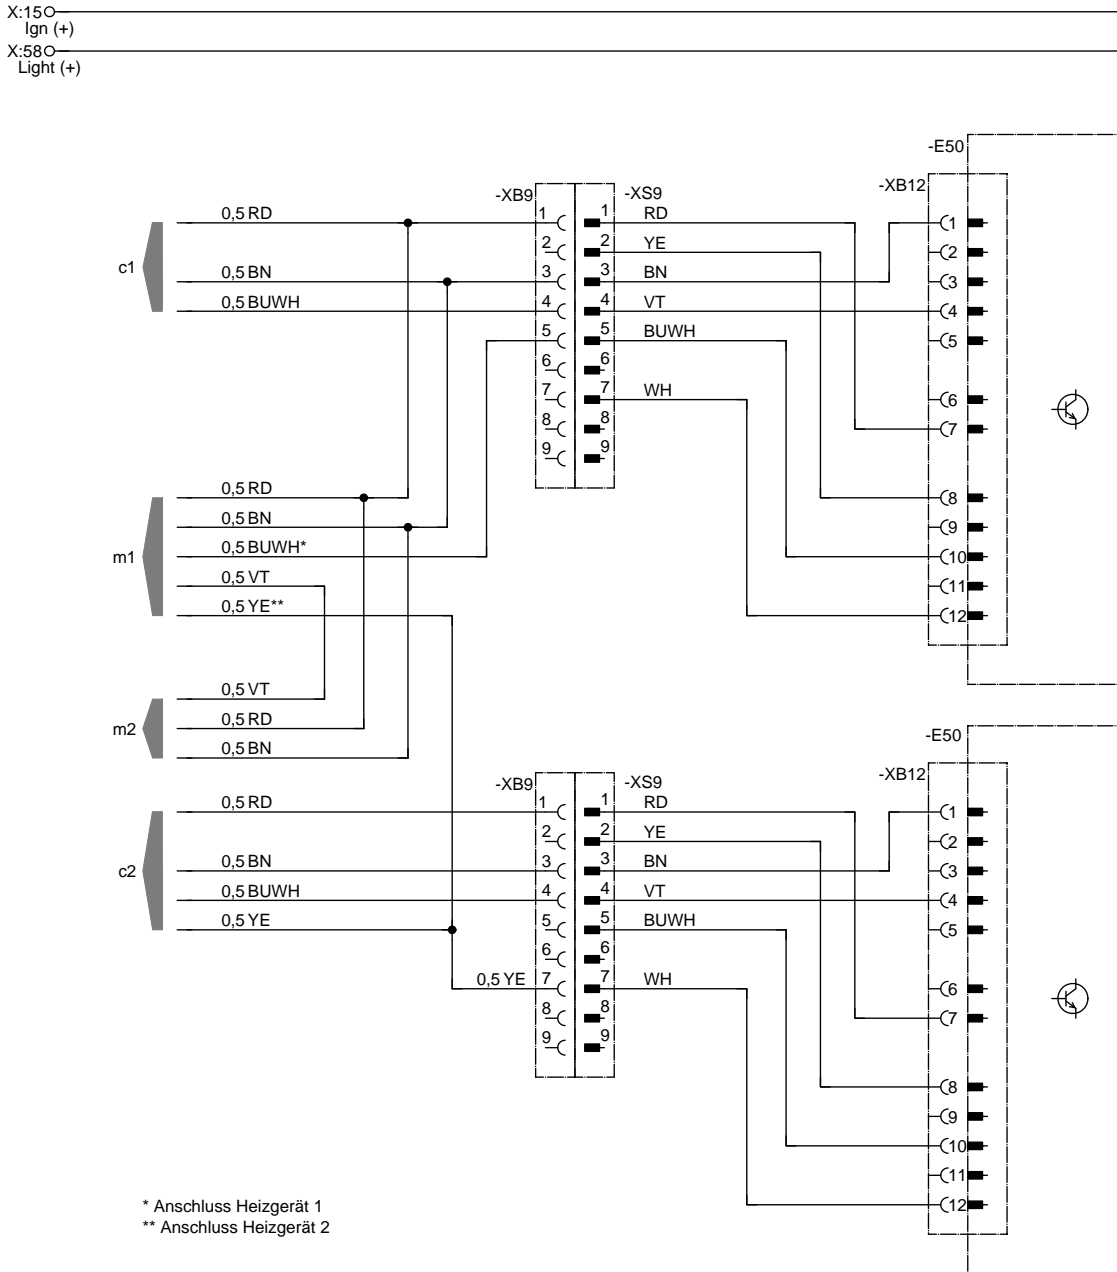 X:15
Ign (+)
X:58
Light (+)
-E50
-XB12
-XB9 -XS9
c1
0,5 RD
0,5 BN
0,5 BUWH
1
2
3
4
5
6
7
8
9
1 RD
2 YE
3 BN
4 VT
5 BUWH
6
7 WH
8
9
1
2
3
4
5
6
7
8
9
10
11
12
m1
0,5 RD
0,5 BN
0,5 BUWH*
0,5 VT
0,5 YE**
m2
0,5 VT
0,5 RD
0,5 BN
-E50
-XB12
-XB9 -XS9
c2
0,5 RD
0,5 BN
0,5 BUWH
0,5 YE
0,5 YE
1
2
3
4
5
6
7
8
9
1 RD
2 YE
3 BN
4 VT
5 BUWH
6
7 WH
8
9
1
2
3
4
5
6
7
8
9
10
11
12
* Anschluss Heizgerät 1
** Anschluss Heizgerät 2